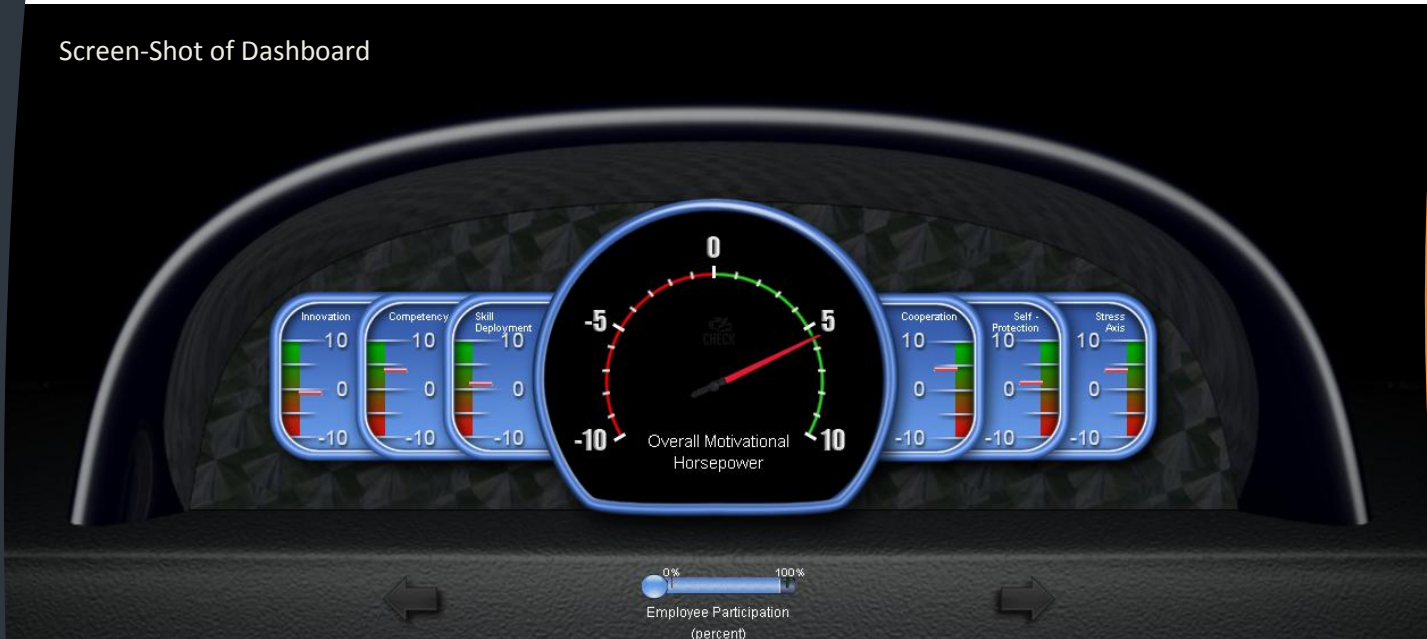 Screen-Shot of Dashboard
Innovation
10
0
-10
Competency
10
0
-10
Skill
Deployment
10
0
-10
0
-5
5
CHECK
-10
10
Overall Motivational
Horsepower
Cooperation
10
0
-10
Self -
Protection
10
0
-10
Stress
Axis
10
0
-10
0%
100%
Employee Participation
(percent)